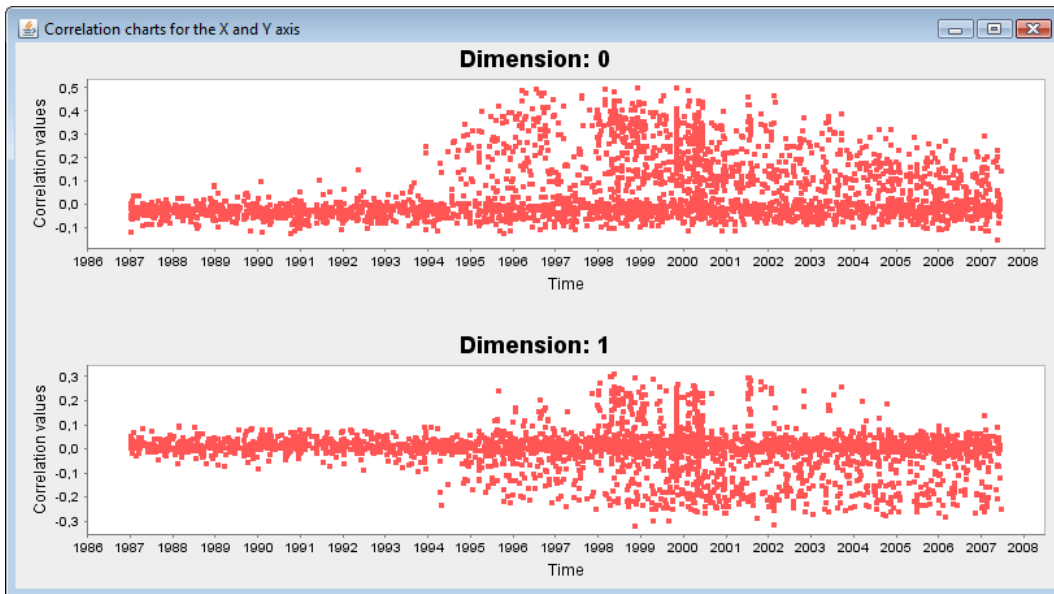 Correlation charts for the X and Y axis
Dimension: 0
Correlation values
0,5
0,4
0,3
0,2
0,1
0,0
-0,1
1986 1987 1988 1989 1990 1991 1992 1993 1994 1995 1996 1997 1998 1999 2000 2001 2002 2003 2004 2005 2006 2007 2008
Time
Dimension: 1
Correlation values
0,3
0,2
0,1
0,0
-0,1
-0,2
-0,3
1986 1987 1988 1989 1990 1991 1992 1993 1994 1995 1996 1997 1998 1999 2000 2001 2002 2003 2004 2005 2006 2007 2008
Time